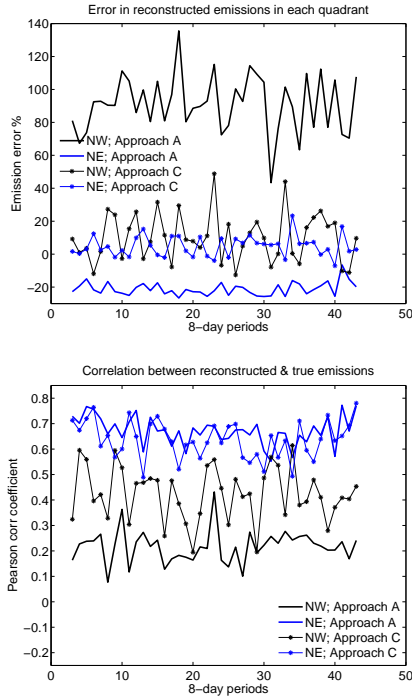 Error in reconstructed emissions in each quadrant
140
120
100
80
60
40
20
0
−20
Emission error %
NW; Approach A
NE; Approach A
NW; Approach C
NE; Approach C
0 10 20 30 40 50
8-day periods
Correlation between reconstructed & true emissions
0.8
0.7
0.6
0.5
0.4
0.3
0.2
0.1
0
−0.1
−0.2
Pearson corr coefficient
NW; Approach A
NE; Approach A
NW; Approach C
NE; Approach C
0 10 20 30 40 50
8-day periods